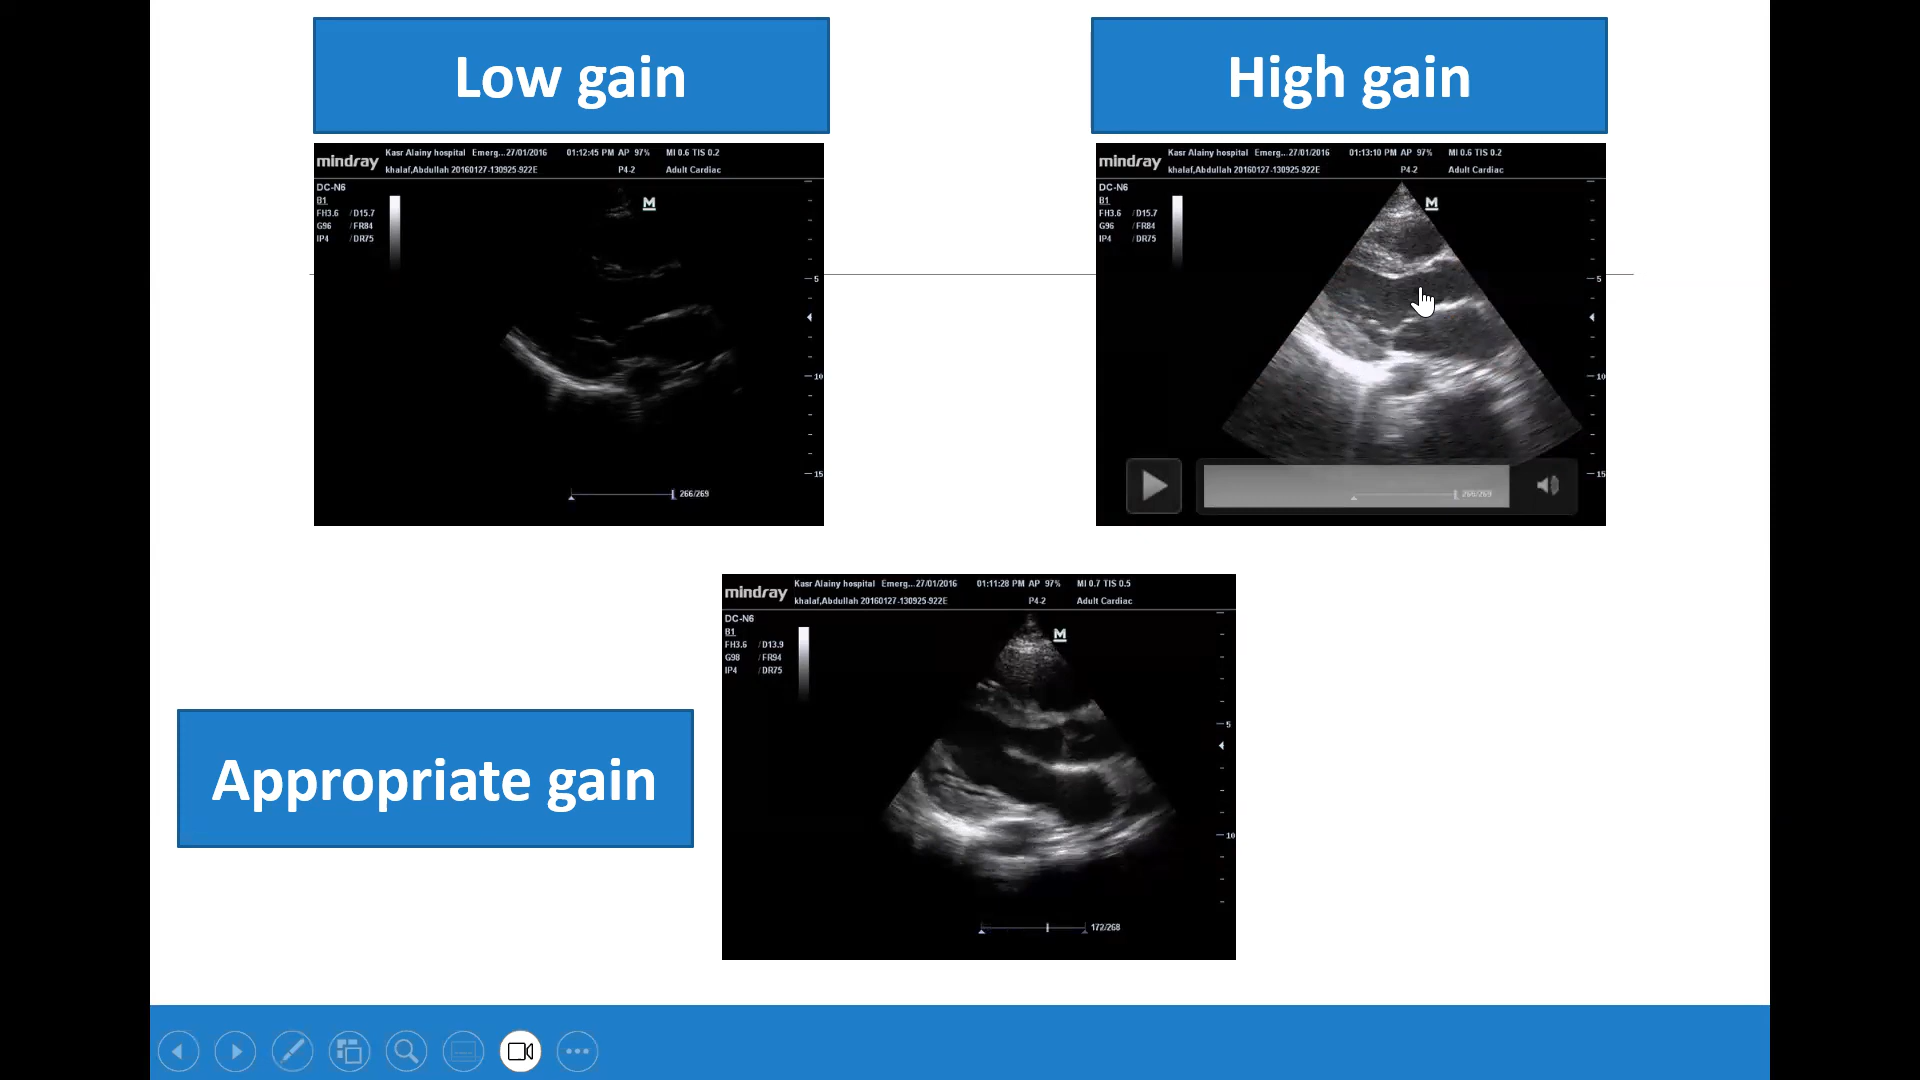 Low gain
High gain
mindray
Kasr Alainy hospital Emerg...27/01/2016 01:12:45 PM AP 97% MI 0.6 TIS 0.2
khalaf,Abdullah 20160127-130925-922E P4-2 Adult Cardiac
DC-N6
B1
FH3.6 /D15.7
G96 /FR84
IP4 /DR75
M
5
10
15
266/269
mindray
Kasr Alainy hospital Emerg...27/01/2016 01:13:10 PM AP 97% MI 0.6 TIS 0.2
khalaf,Abdullah 20160127-130925-922E P4-2 Adult Cardiac
DC-N6
B1
FH3.6 /D15.7
G96 /FR84
IP4 /DR75
M
5
10
15
266/269
mindray
Kasr Alainy hospital Emerg...27/01/2016 01:11:28 PM AP 97% MI 0.7 TIS 0.5
khalaf,Abdullah 20160127-130925-922E P4-2 Adult Cardiac
DC-N6
B1
FH3.6 /D13.9
G98 /FR94
IP4 /DR75
M
5
10
172/268
Appropriate gain